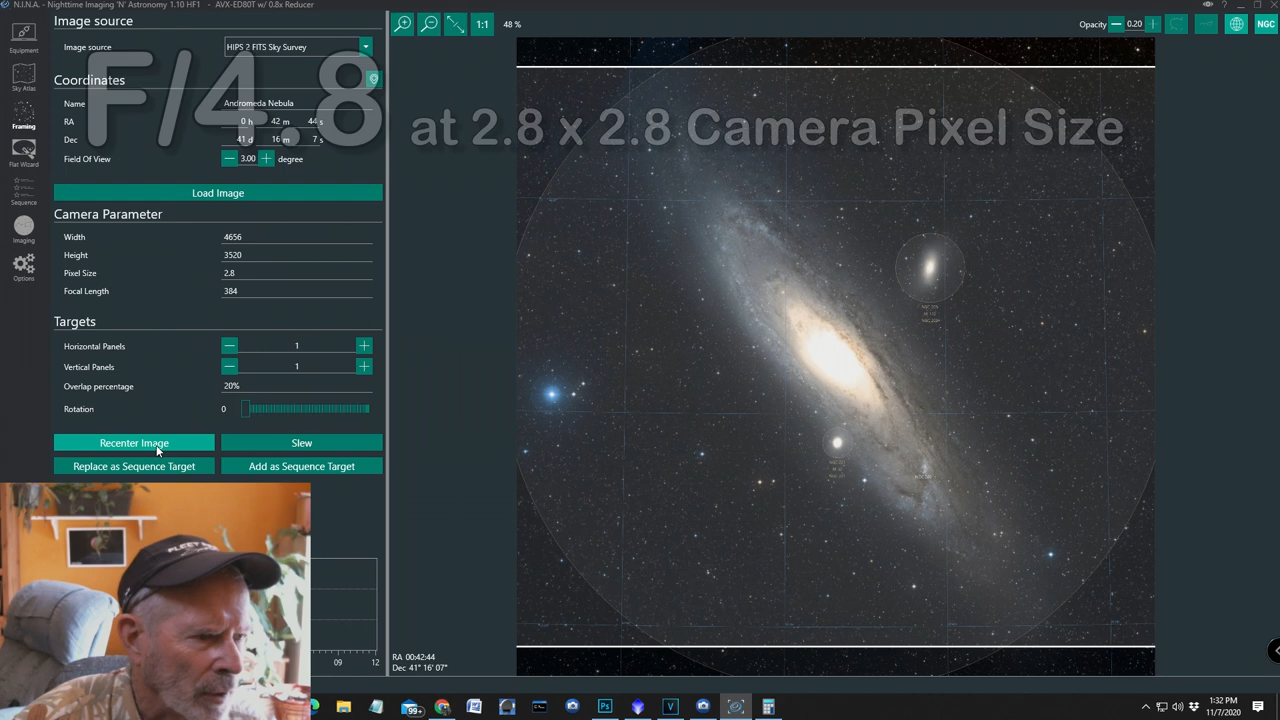 N.I.N.A. - Nighttime Imaging 'N' Astronomy 1.10 HF1 - AVX-ED80T w/ 0.8x Reducer
Image source
Image source HIPS 2 FITS Sky Survey
Coordinates
Name Andromeda Nebula
RA 0 h 42 m 44 s
Dec 41 d 16 m 7 s
Field Of View 3.00 degree
Load Image
Camera Parameter
Width 4656
Height 3520
Pixel Size 2.8
Focal Length 384
Targets
Horizontal Panels 1
Vertical Panels 1
Overlap percentage 20%
Rotation 0
Recenter Image Slew
Replace as Sequence Target Add as Sequence Target
09 12
Equipment
Sky Atlas
Framing
Flat Wizard
Sequence
Imaging
Options
1:1 48 %
Opacity 0.20 NGC
F/4.8 at 2.8 x 2.8 Camera Pixel Size
RA 00:42:44
Dec 41° 16' 07"
99+
Ps
V
1:32 PM
11/7/2020